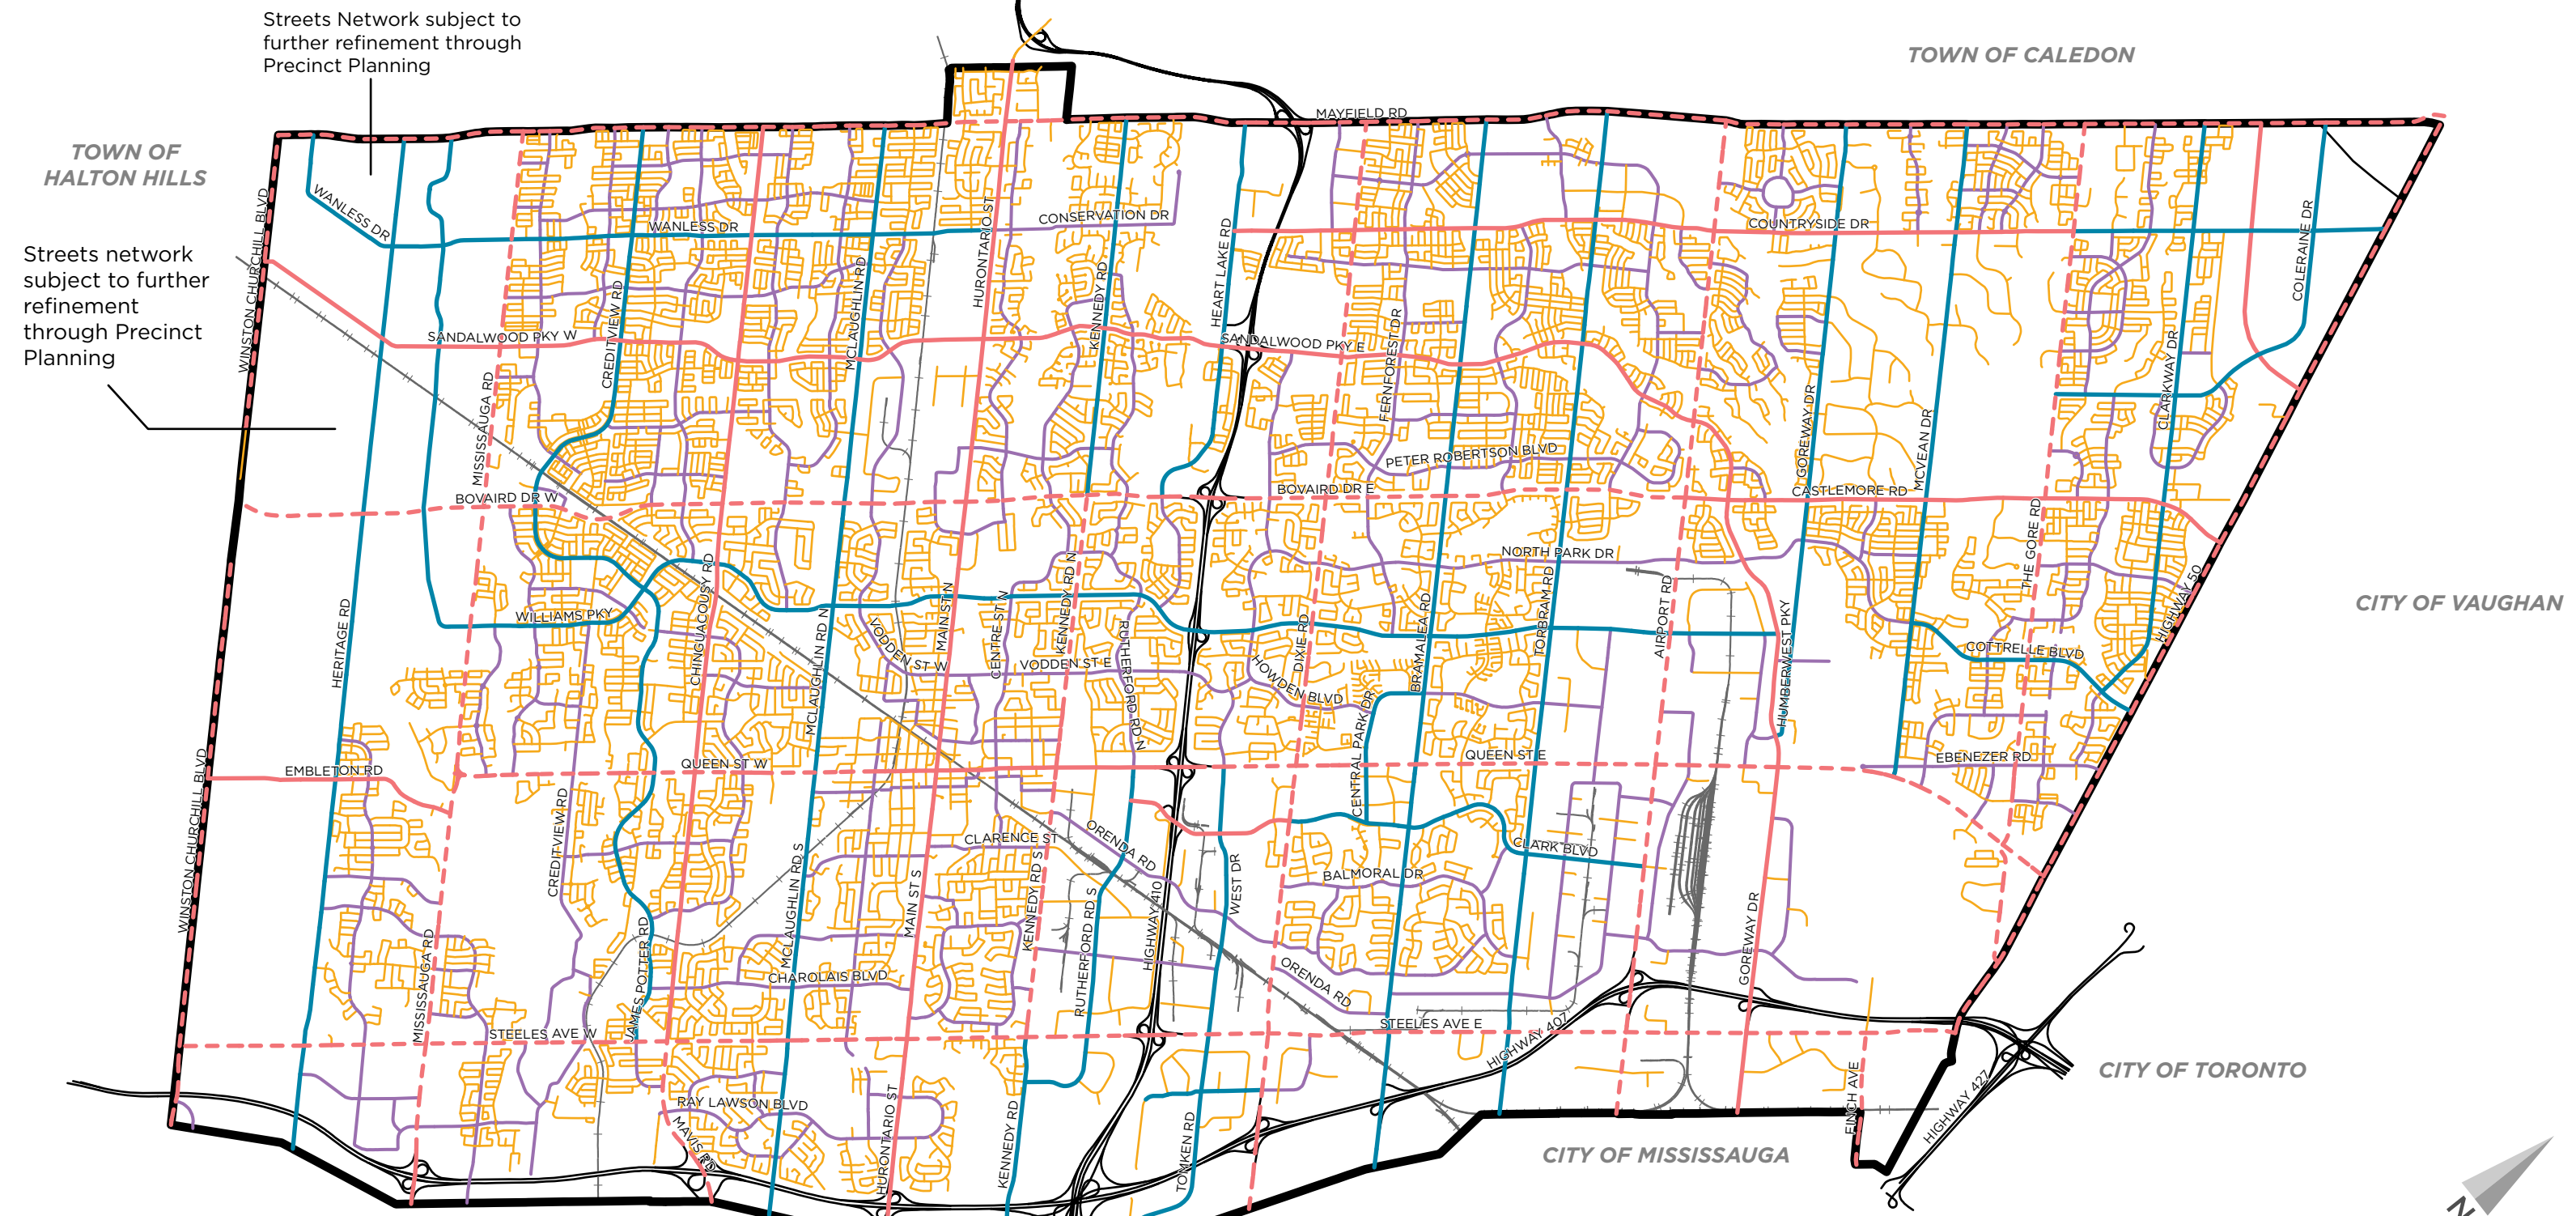 Streets Network subject to
further refinement through
Precinct Planning
TOWN OF CALEDON
MAYFIELD RD
TOWN OF
HALTON HILLS
WANLESS DR
WANLESS DR
CONSERVATION DR
COUNTRYSIDE DR
WINSTON CHURCHILL BLVD
HURONTARIO ST
HEART LAKE RD
COLERAINE DR
Streets network
subject to further
refinement
through Precinct
Planning
CREDITVIEW RD
MCLAUGHLIN RD
KENNEDY RD
SANDALWOOD PKY W
SANDALWOOD PKY E
FERNFOREST DR
CLARKWAY DR
MISSISSAUGA RD
GOREWAY DR
MCVEAN DR
PETER ROBERTSON BLVD
BOVAIRD DR W
BOVAIRD DR E
CASTLEMORE RD
THE GORE RD
NORTH PARK DR
HERITAGE RD
WILLIAMS PKY
CHINGUACOUSY RD
MCLAUGHLIN RD N
VODDEN ST W
MAIN ST N
CENTRE ST N
KENNEDY RD N
VODDEN ST E
RUTHERFORD RD N
HOWDEN BLVD
DIXIE RD
CENTRAL PARK DR
BRAMALEA RD
TORBRAM RD
AIRPORT RD
HUMBERWEST PKY
COTTRELLE BLVD
HIGHWAY 50
CITY OF VAUGHAN
EMBLETON RD
QUEEN ST W
QUEEN ST E
EBENEZER RD
WINSTON CHURCHILL BLVD
CREDITVIEW RD
CLARENCE ST
ORENDA RD
CLARK BLVD
BALMORAL DR
MCLAUGHLIN RD S
MAIN ST S
KENNEDY RD S
RUTHERFORD RD S
HIGHWAY 410
WEST DR
GOREWAY DR
MISSISSAUGA RD
JAMES POTTER RD
CHAROLAIS BLVD
ORENDA RD
STEELES AVE W
STEELES AVE E
HIGHWAY 407
CITY OF TORONTO
RAY LAWSON BLVD
MAVIS RD
HURONTARIO ST
KENNEDY RD
TOMKEN RD
FINCH AVE
HIGHWAY 427
CITY OF MISSISSAUGA
N